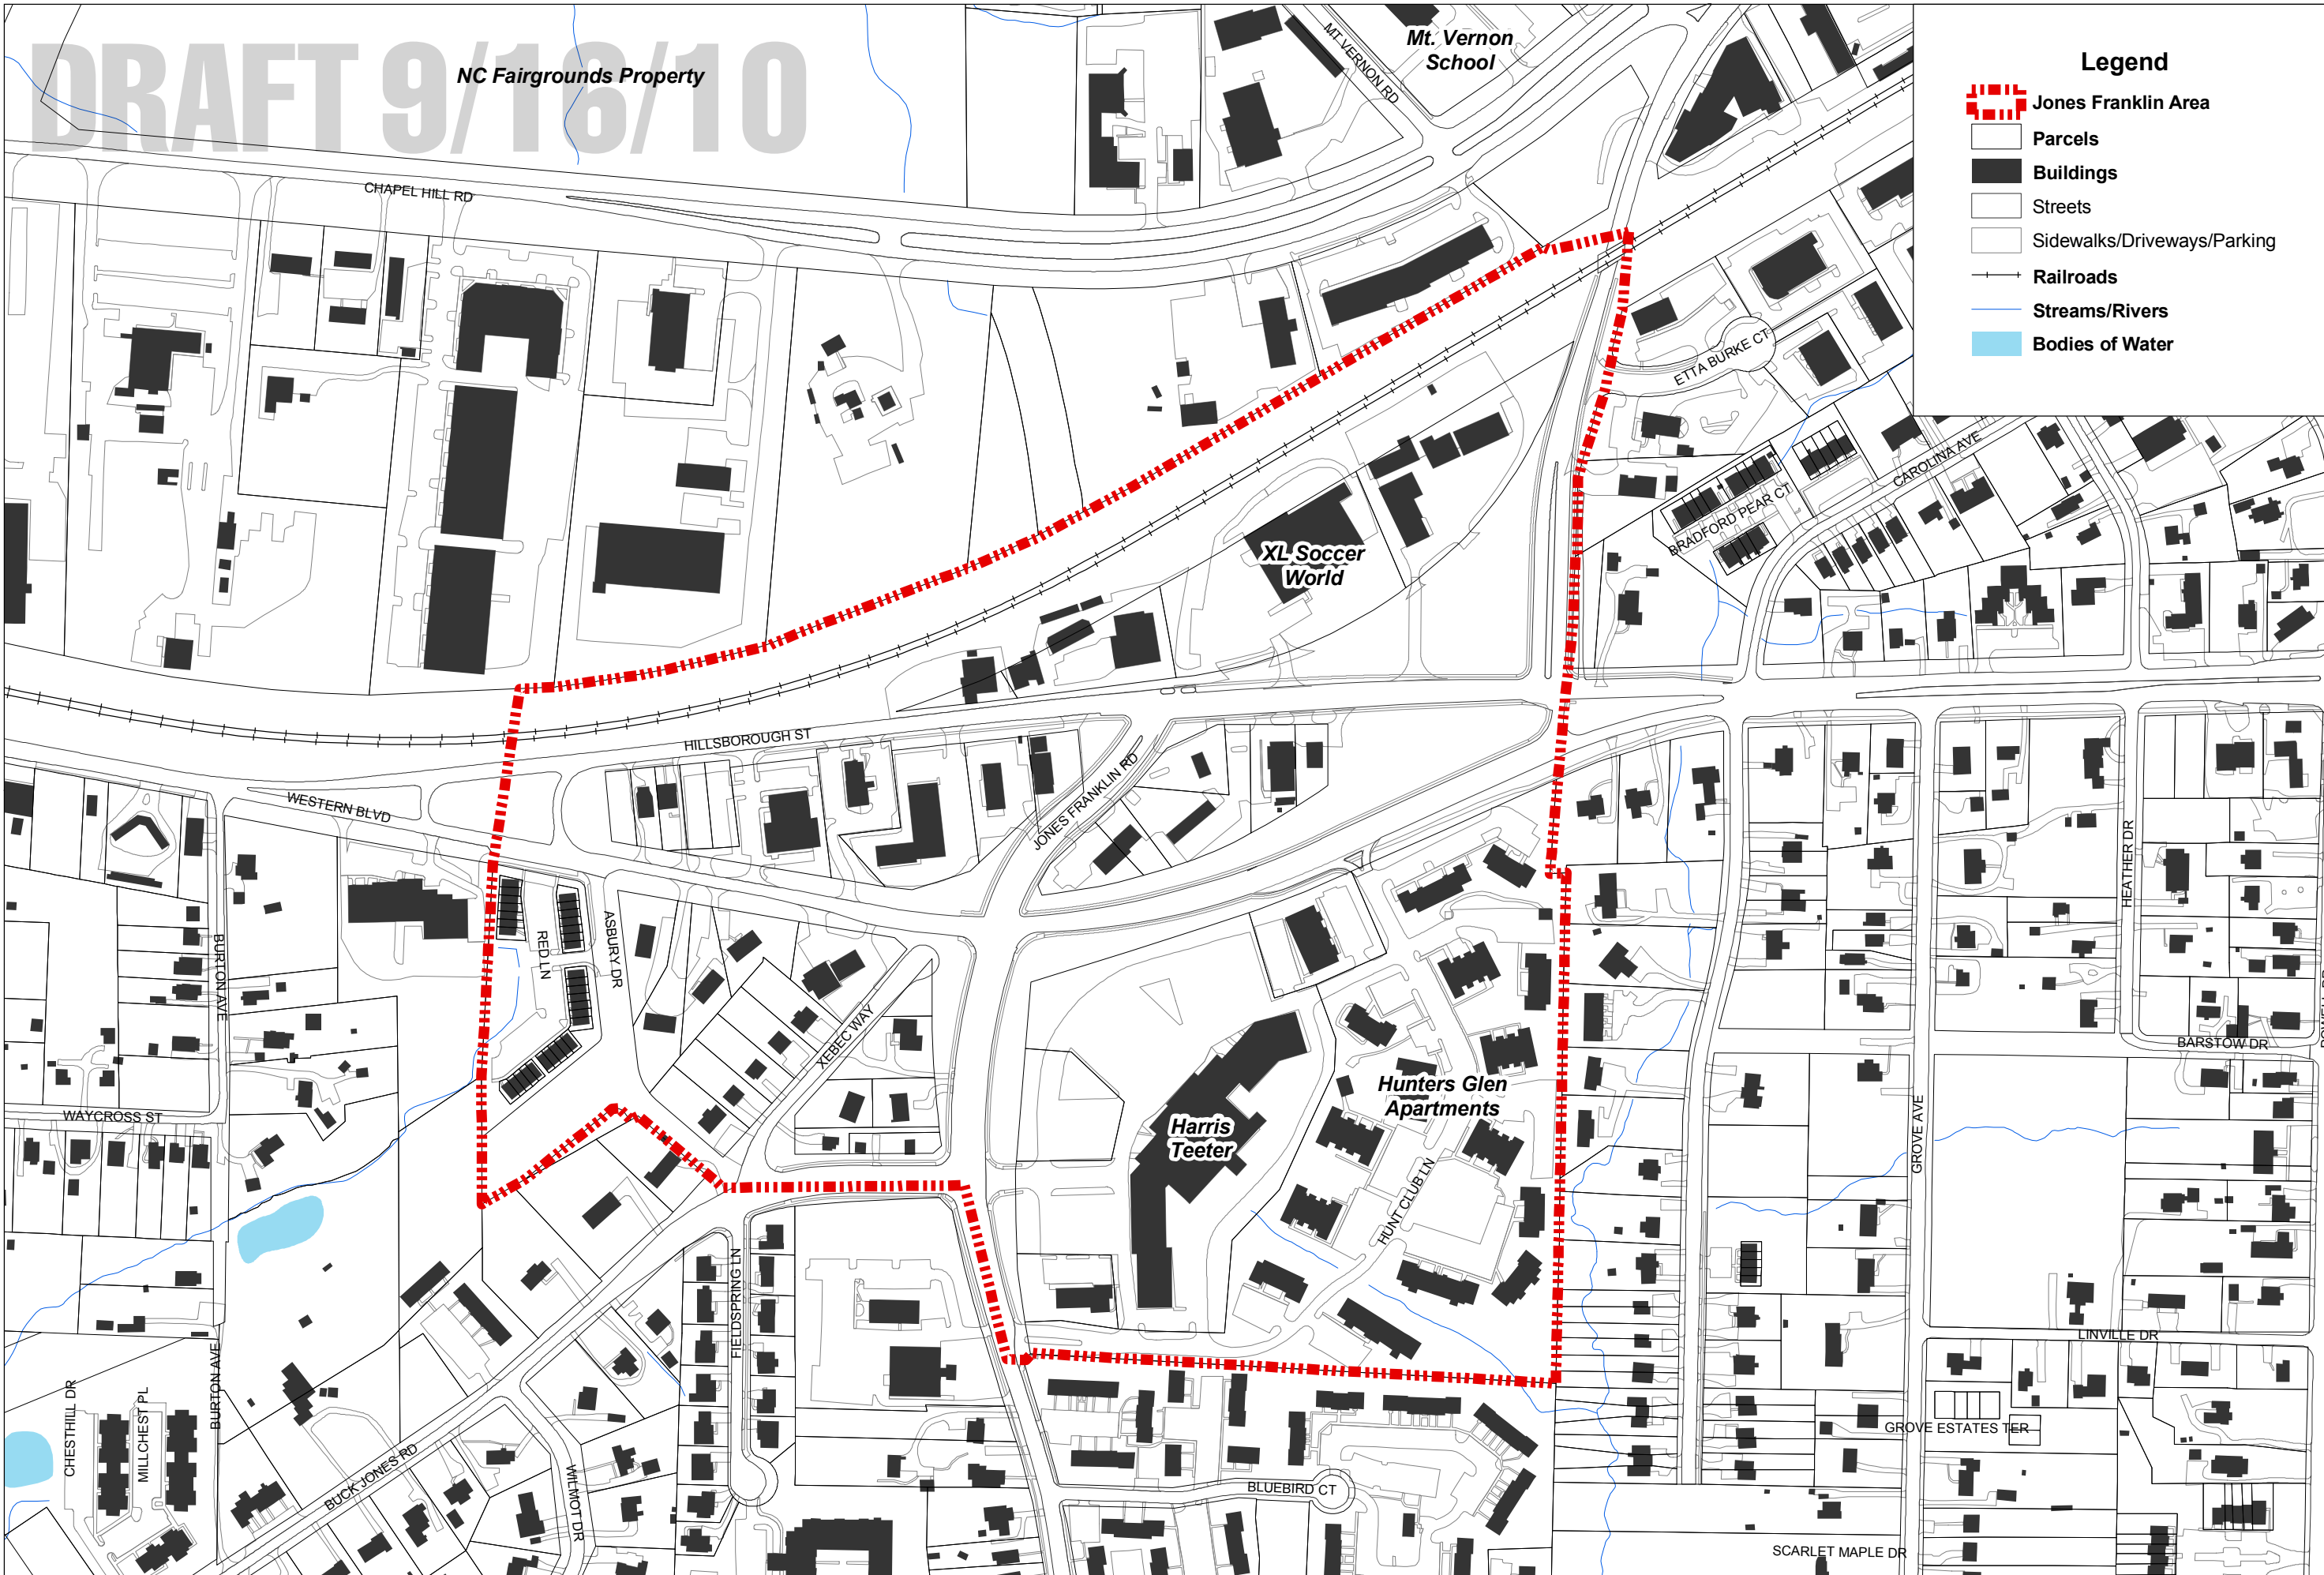 DRAFT 9/16/10
NC Fairgrounds Property
Mt. Vernon
School
MT VERNON RD
CHAPEL HILL RD
Legend
Jones Franklin Area
Parcels
Buildings
Streets
Sidewalks/Driveways/Parking
Railroads
Streams/Rivers
Bodies of Water
ETTA BURKE CT
CAROLINA AVE
BRADFORD PEAR CT
XL Soccer
World
HILLSBOROUGH ST
JONES FRANKLIN RD
WESTERN BLVD
HEATHER DR
BURTON AVE
RED LN
ASBURY DR
XEBEC WAY
BARSTOW DR
WAYCROSS ST
Hunters Glen
Apartments
Harris
Teeter
GROVE AVE
HUNT CLUB LN
FIELDSPRING LN
LINVILLE DR
CHESTHILL DR
MILLCHEST PL
BURTON AVE
BUCK JONES RD
WILMOT DR
BLUEBIRD CT
GROVE ESTATES TER
SCARLET MAPLE DR